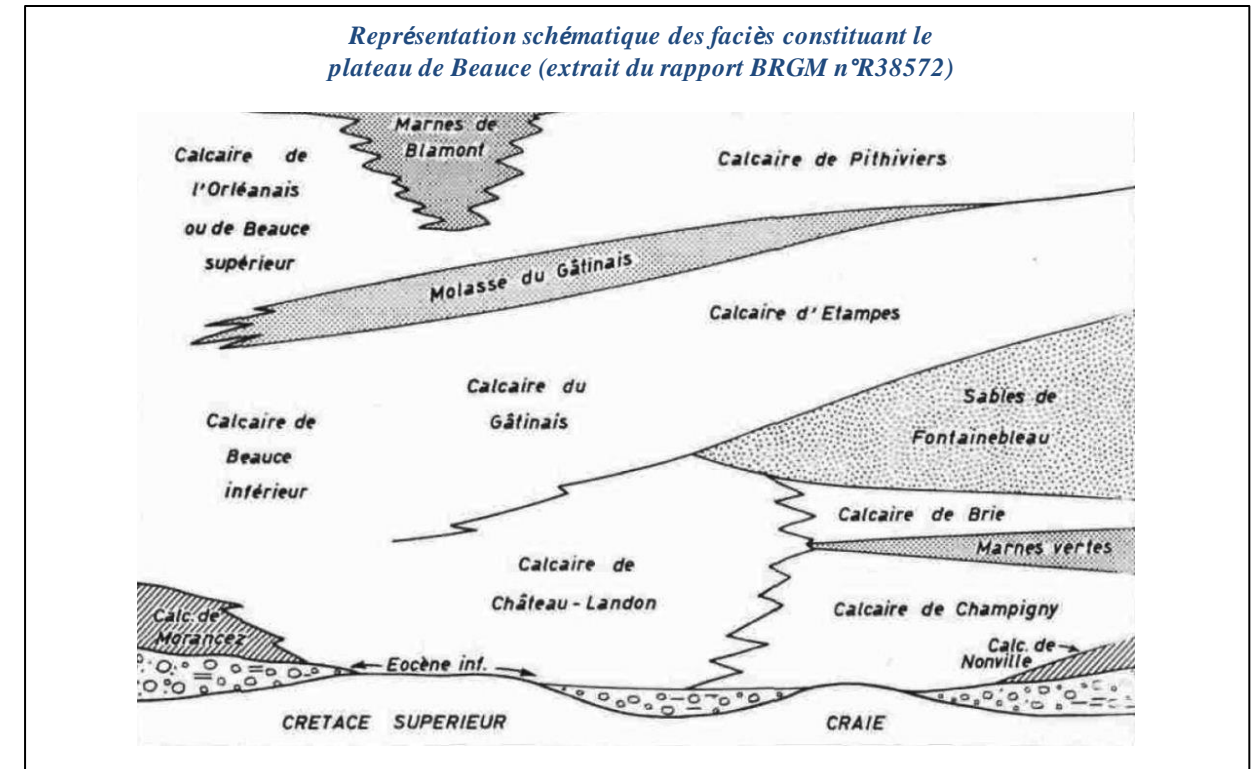 Représentation schématique des faciès constituant le
plateau de Beauce (extrait du rapport BRGM n°R38572)
Marnes de
Blamont
Calcaire de
l'Orléanais
ou de Beauce
supérieur
Calcaire de Pithiviers
Molasse du Gâtinais
Calcaire d'Etampes
Calcaire du
Gâtinais
Sables de
Fontainebleau
Calcaire de
Beauce
inférieur
Calcaire de Brie
Marnes vertes
Calcaire de
Château-Landon
Calcaire de Champigny
Calc. de
Morancez
Calc. de
Nonville
Eocène inf.
CRETACE SUPERIEUR
CRAIE